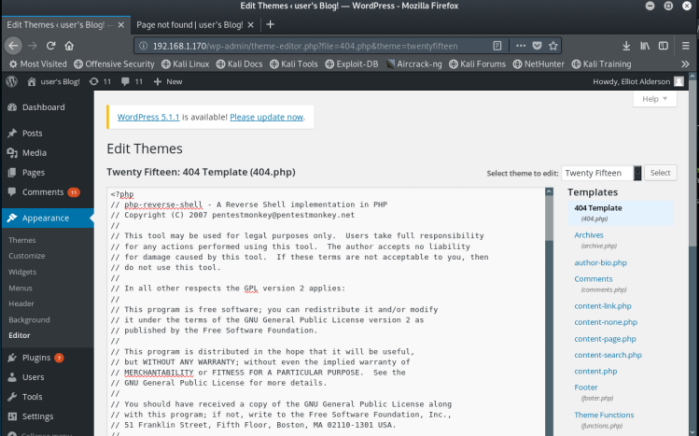 Edit Themes ‹ user's Blog! — WordPress - Mozilla Firefox
Edit Themes ‹ user's Blog! — × Page not found | user's Blog! × +
192.168.1.170/wp-admin/theme-editor.php?file=404.php&theme=twentyfifteen
Most Visited Offensive Security Kali Linux Kali Docs Kali Tools Exploit-DB Aircrack-ng Kali Forums NetHunter Kali Training
user's Blog! 11 11 + New Howdy, Elliot Alderson
Help
Dashboard
Posts
Media
Pages
Comments 11
Appearance
Themes
Customize
Widgets
Menus
Header
Background
Editor
Plugins
Users
Tools
Settings
Collapse menu
WordPress 5.1.1 is available! Please update now.
Edit Themes
Twenty Fifteen: 404 Template (404.php)
Select theme to edit: Twenty Fifteen Select
<?php
// php-reverse-shell - A Reverse Shell implementation in PHP
// Copyright (C) 2007 pentestmonkey@pentestmonkey.net
//
// This tool may be used for legal purposes only.  Users take full responsibility
// for any actions performed using this tool.  The author accepts no liability
// for damage caused by this tool.  If these terms are not acceptable to you, then
// do not use this tool.
//
// In all other respects the GPL version 2 applies:
//
// This program is free software; you can redistribute it and/or modify
// it under the terms of the GNU General Public License version 2 as
// published by the Free Software Foundation.
//
// This program is distributed in the hope that it will be useful,
// but WITHOUT ANY WARRANTY; without even the implied warranty of
// MERCHANTABILITY or FITNESS FOR A PARTICULAR PURPOSE.  See the
// GNU General Public License for more details.
//
// You should have received a copy of the GNU General Public License along
// with this program; if not, write to the Free Software Foundation, Inc.,
// 51 Franklin Street, Fifth Floor, Boston, MA 02110-1301 USA.
//
Templates
404 Template
(404.php)
Archives
(archive.php)
author-bio.php
Comments
(comments.php)
content-link.php
content-none.php
content-page.php
content-search.php
content.php
Footer
(footer.php)
Theme Functions
(functions.php)